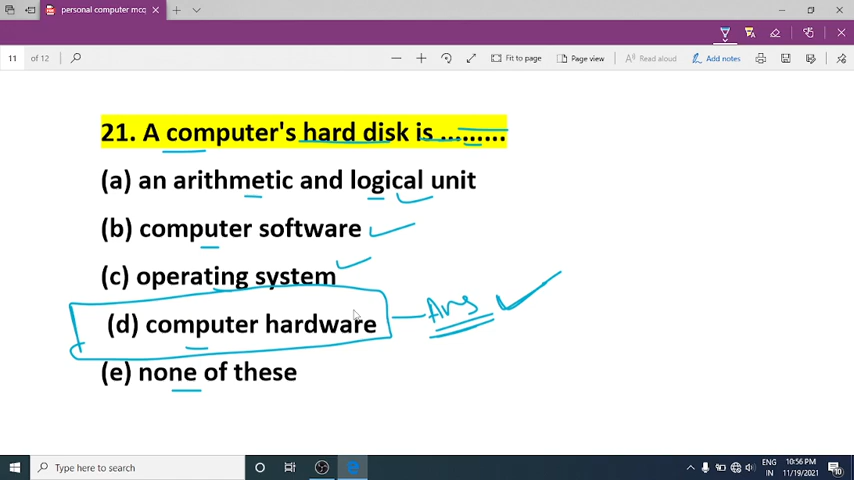 personal computer mcq
11 of 12
Fit to page
Page view
Read aloud
Add notes
21. A computer's hard disk is .........
(a) an arithmetic and logical unit
(b) computer software
(c) operating system
(d) computer hardware
Ans
(e) none of these
Type here to search
ENG
IN
10:56 PM
11/19/2021
10